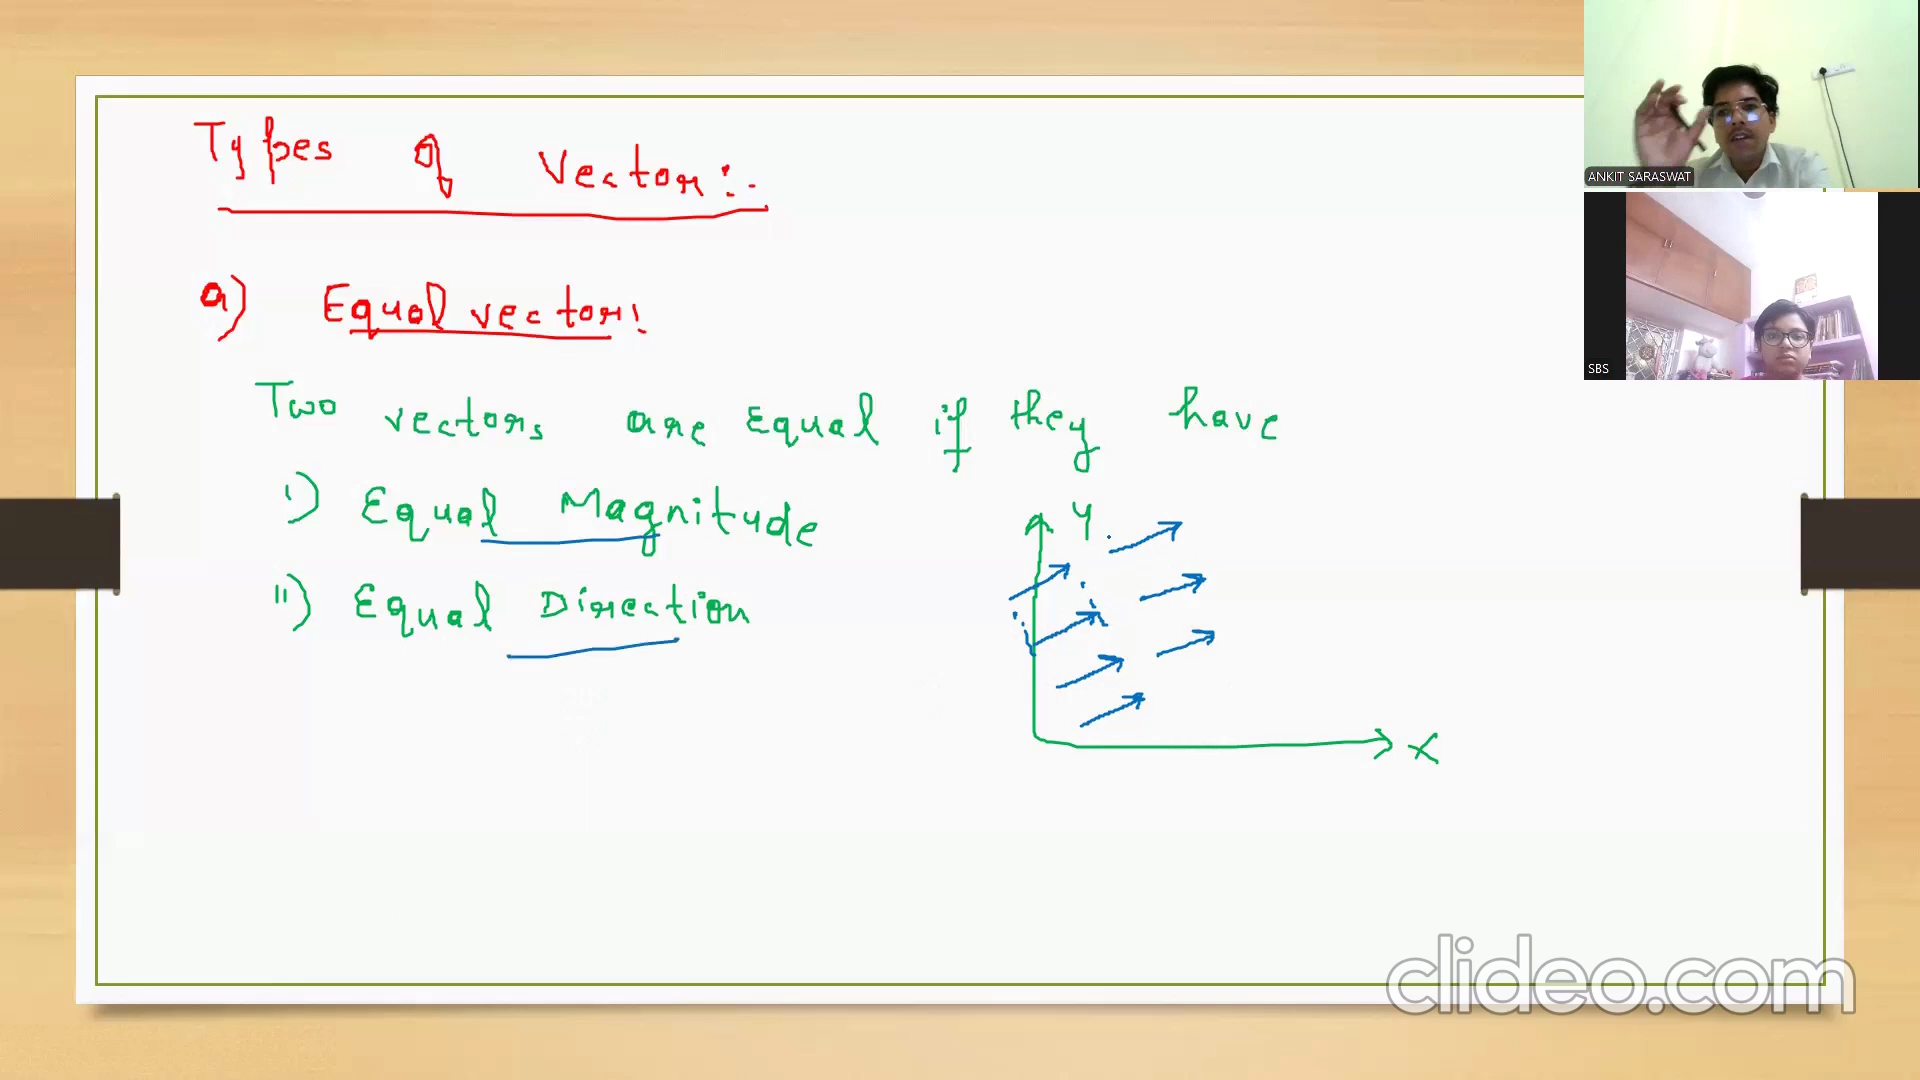 Types of Vector:-
ANKIT SARASWAT
a) Equal vector:
SBS
Two vectors are Equal if they have
i) Equal Magnitude
ii) Equal Direction
Y
X
clideo.com